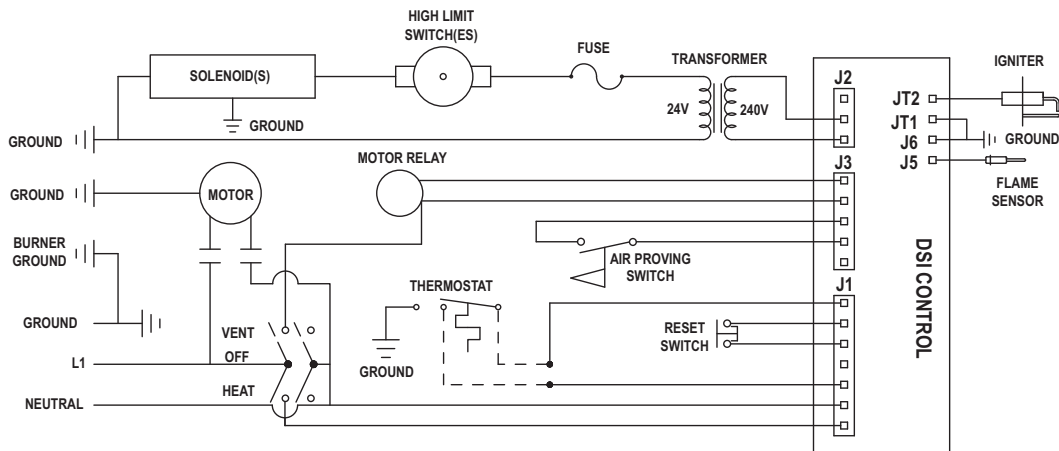 HIGH LIMIT
SWITCH(ES)
FUSE
TRANSFORMER
SOLENOID(S)
24V
240V
GROUND
GROUND
J2
JT2
JT1
J6
J5
IGNITER
GROUND
FLAME
SENSOR
MOTOR RELAY
J3
GROUND
MOTOR
BURNER
GROUND
AIR PROVING
SWITCH
DSI CONTROL
THERMOSTAT
J1
GROUND
VENT
RESET
SWITCH
OFF
L1
GROUND
HEAT
NEUTRAL